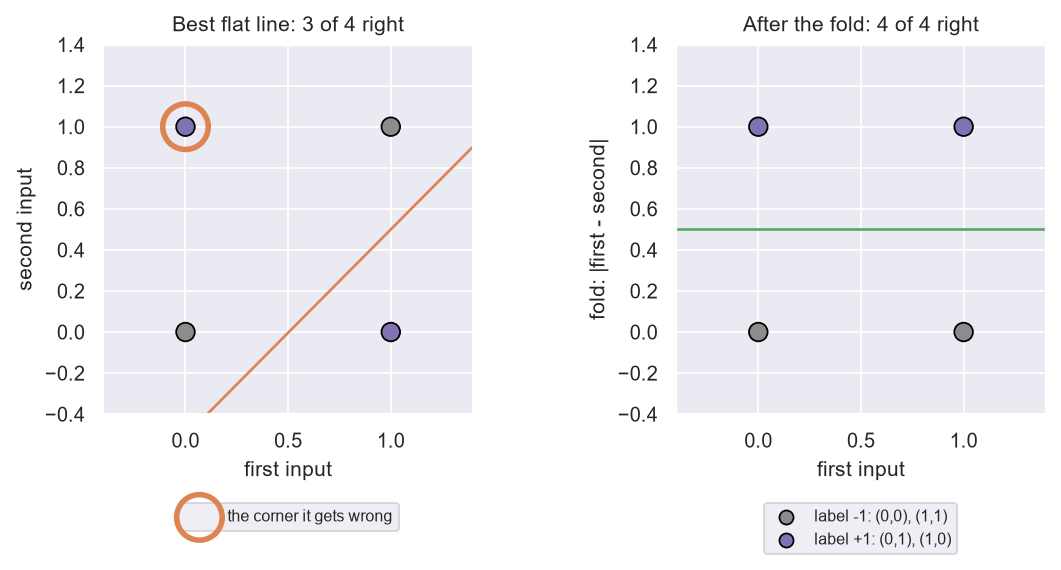 Best flat line: 3 of 4 right
1.4
1.2
1.0
0.8
0.6
0.4
0.2
0.0
−0.2
−0.4
second input
0.0 0.5 1.0
first input
the corner it gets wrong
After the fold: 4 of 4 right
1.4
1.2
1.0
0.8
0.6
0.4
0.2
0.0
−0.2
−0.4
fold: |first - second|
0.0 0.5 1.0
first input
label -1: (0,0), (1,1)
label +1: (0,1), (1,0)